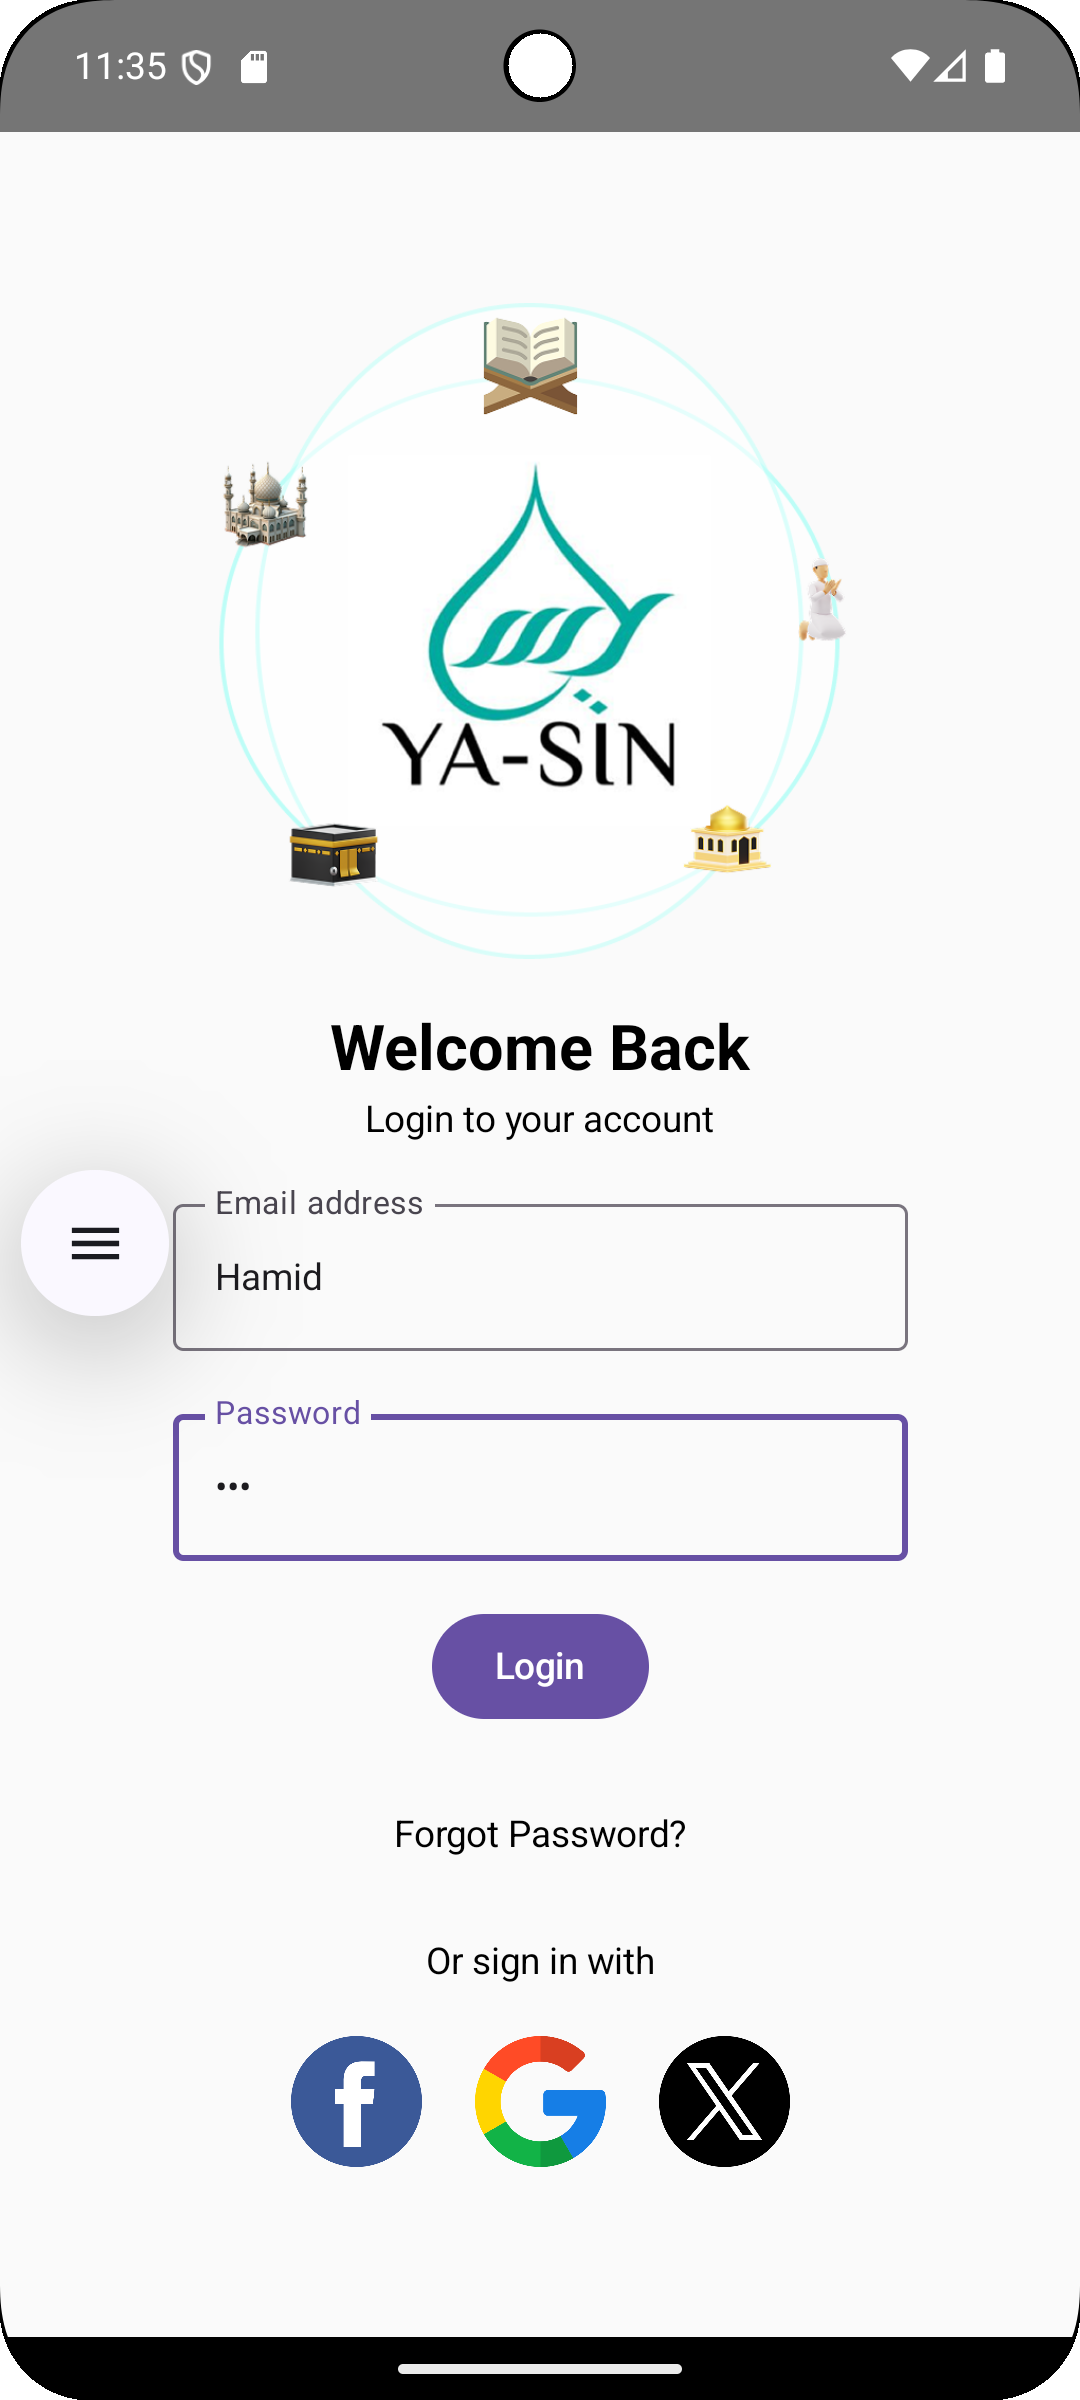 11:35
يس
YA-SIN
Welcome Back
Login to your account
Email address
Hamid
Password
•••
Login
Forgot Password?
Or sign in with